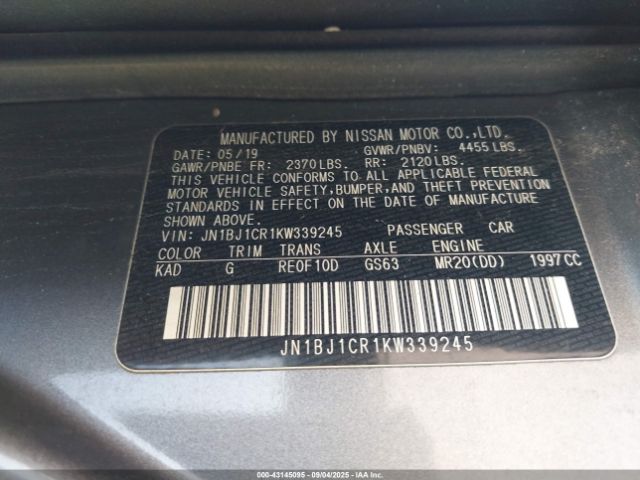 MANUFACTURED BY NISSAN MOTOR CO.,LTD.
DATE: 05/19 GVWR/PNBV: 4455 LBS.
GAWR/PNBE FR: 2370LBS. RR: 2120LBS.
THIS VEHICLE CONFORMS TO ALL APPLICABLE FEDERAL
MOTOR VEHICLE SAFETY,BUMPER,AND THEFT PREVENTION
STANDARDS IN EFFECT ON THE DATE OF MANUFACTURE
SHOWN ABOVE.
VIN: JN1BJ1CR1KW339245 PASSENGER CAR
COLOR TRIM TRANS AXLE ENGINE
KAD G RE0F10D GS63 MR20(DD) 1997CC
JN1BJ1CR1KW339245
000-43145095 - 09/04/2025 - IAAI Corp